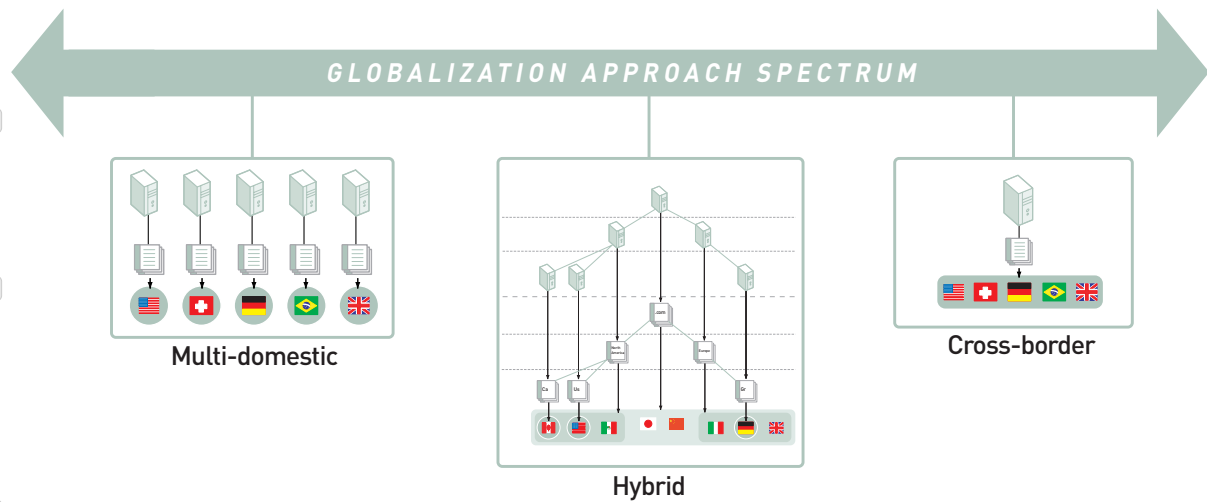 GLOBALIZATION APPROACH SPECTRUM
.com
North
America
Europe
Ca
Us
Gr
Multi-domestic
Hybrid
Cross-border